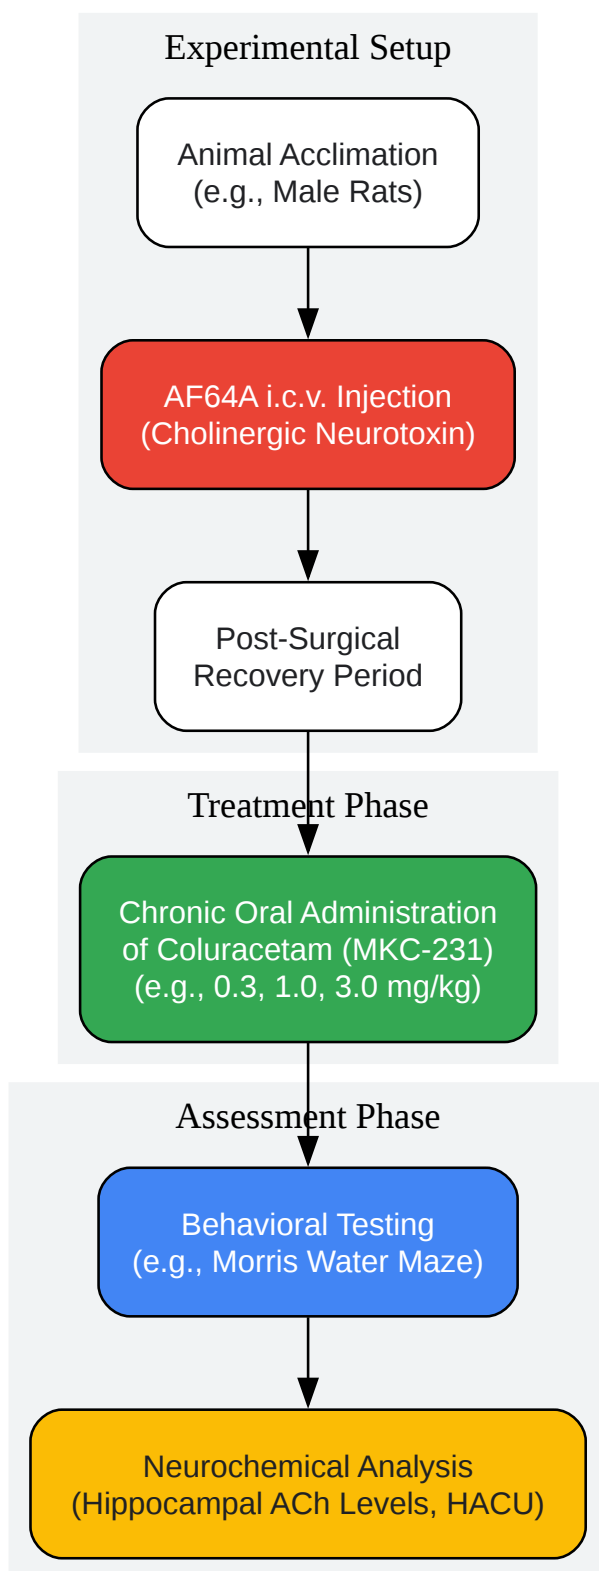 Experimental Setup
Animal Acclimation
(e.g., Male Rats)
AF64A i.c.v. Injection
(Cholinergic Neurotoxin)
Post-Surgical
Recovery Period
Treatment Phase
Chronic Oral Administration
of Coluracetam (MKC-231)
(e.g., 0.3, 1.0, 3.0 mg/kg)
Assessment Phase
Behavioral Testing
(e.g., Morris Water Maze)
Neurochemical Analysis
(Hippocampal ACh Levels, HACU)